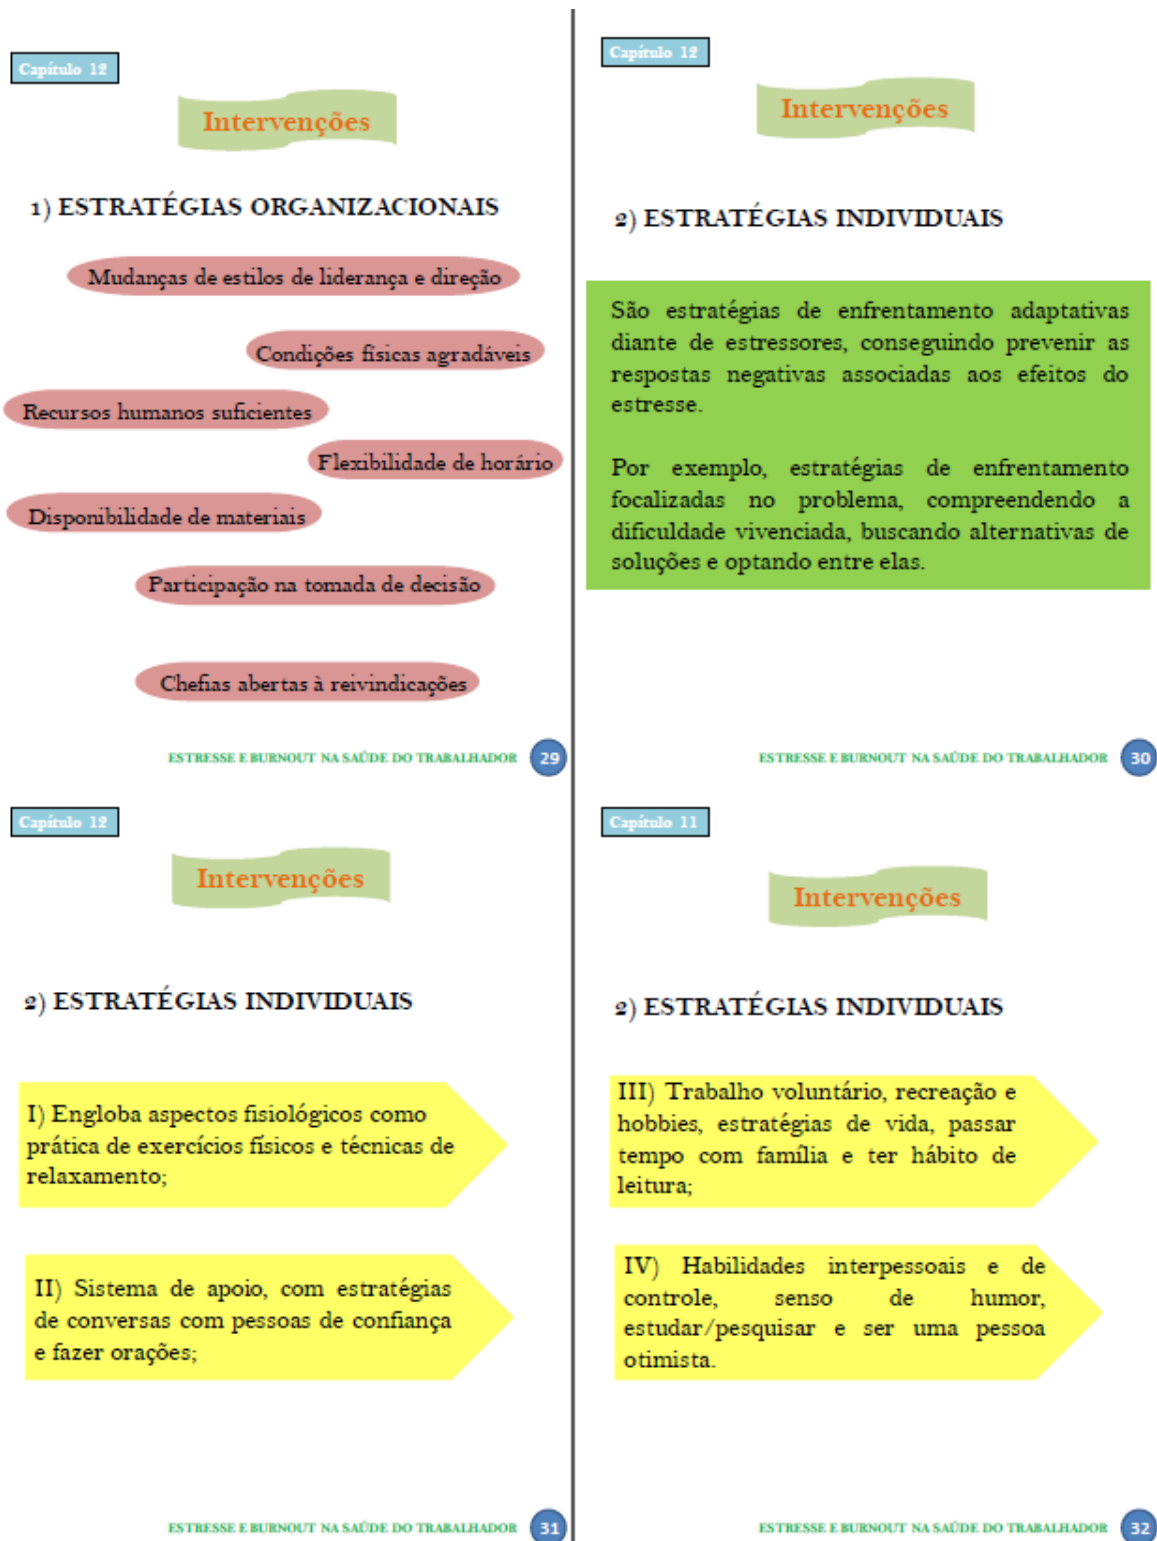 Capítulo 12
Intervenções
1) ESTRATÉGIAS ORGANIZACIONAIS
Mudanças de estilos de liderança e direção
Condições físicas agradáveis
Recursos humanos suficientes
Flexibilidade de horário
Disponibilidade de materiais
Participação na tomada de decisão
Chefias abertas à reivindicações
ESTRESSE E BURNOUT NA SAÚDE DO TRABALHADOR 29
Capítulo 12
Intervenções
2) ESTRATÉGIAS INDIVIDUAIS
São estratégias de enfrentamento adaptativas
diante de estressores, conseguindo prevenir as
respostas negativas associadas aos efeitos do
estresse.
Por exemplo, estratégias de enfrentamento
focalizadas no problema, compreendendo a
dificuldade vivenciada, buscando alternativas de
soluções e optando entre elas.
ESTRESSE E BURNOUT NA SAÚDE DO TRABALHADOR 30
Capítulo 12
Intervenções
2) ESTRATÉGIAS INDIVIDUAIS
I) Engloba aspectos fisiológicos como
prática de exercícios físicos e técnicas de
relaxamento;
II) Sistema de apoio, com estratégias
de conversas com pessoas de confiança
e fazer orações;
ESTRESSE E BURNOUT NA SAÚDE DO TRABALHADOR 31
Capítulo 11
Intervenções
2) ESTRATÉGIAS INDIVIDUAIS
III) Trabalho voluntário, recreação e
hobbies, estratégias de vida, passar
tempo com família e ter hábito de
leitura;
IV) Habilidades interpessoais e de
controle, senso de humor,
estudar/pesquisar e ser uma pessoa
otimista.
ESTRESSE E BURNOUT NA SAÚDE DO TRABALHADOR 32